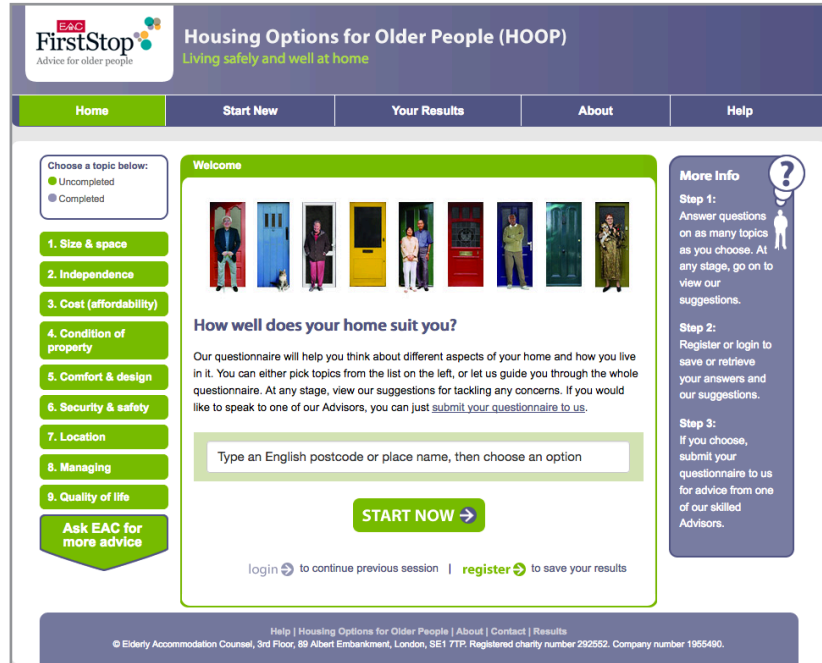 EAC
FirstStop
Advice for older people
Housing Options for Older People (HOOP)
Living safely and well at home
Home
Start New
Your Results
About
Help
Choose a topic below:
Uncompleted
Completed
1. Size & space
2. Independence
3. Cost (affordability)
4. Condition of
property
5. Comfort & design
6. Security & safety
7. Location
8. Managing
9. Quality of life
Ask EAC for
more advice
Welcome
How well does your home suit you?
Our questionnaire will help you think about different aspects of your home and how you live
in it. You can either pick topics from the list on the left, or let us guide you through the whole
questionnaire. At any stage, view our suggestions for tackling any concerns. If you would
like to speak to one of our Advisors, you can just submit your questionnaire to us.
Type an English postcode or place name, then choose an option
START NOW
login to continue previous session | register to save your results
More Info
?
Step 1:
Answer questions
on as many topics
as you choose. At
any stage, go on to
view our
suggestions.
Step 2:
Register or login to
save or retrieve
your answers and
our suggestions.
Step 3:
If you choose,
submit your
questionnaire to us
for advice from one
of our skilled
Advisors.
Help | Housing Options for Older People | About | Contact | Results
© Elderly Accommodation Counsel, 3rd Floor, 89 Albert Embankment, London, SE1 7TP. Registered charity number 292552. Company number 1955490.